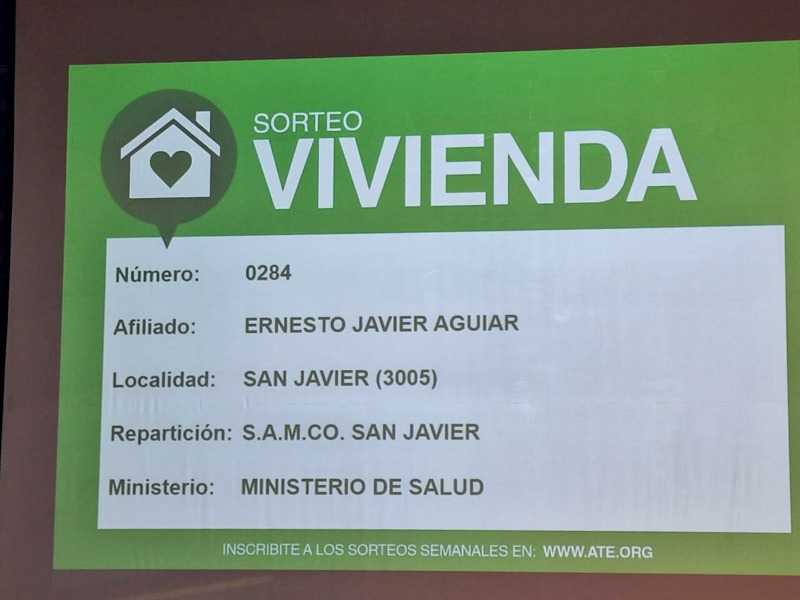 SORTEO
VIVIENDA
Número: 0284
Afiliado: ERNESTO JAVIER AGUIAR
Localidad: SAN JAVIER (3005)
Repartición: S.A.M.CO. SAN JAVIER
Ministerio: MINISTERIO DE SALUD
INSCRIBITE A LOS SORTEOS SEMANALES EN: WWW.ATE.ORG